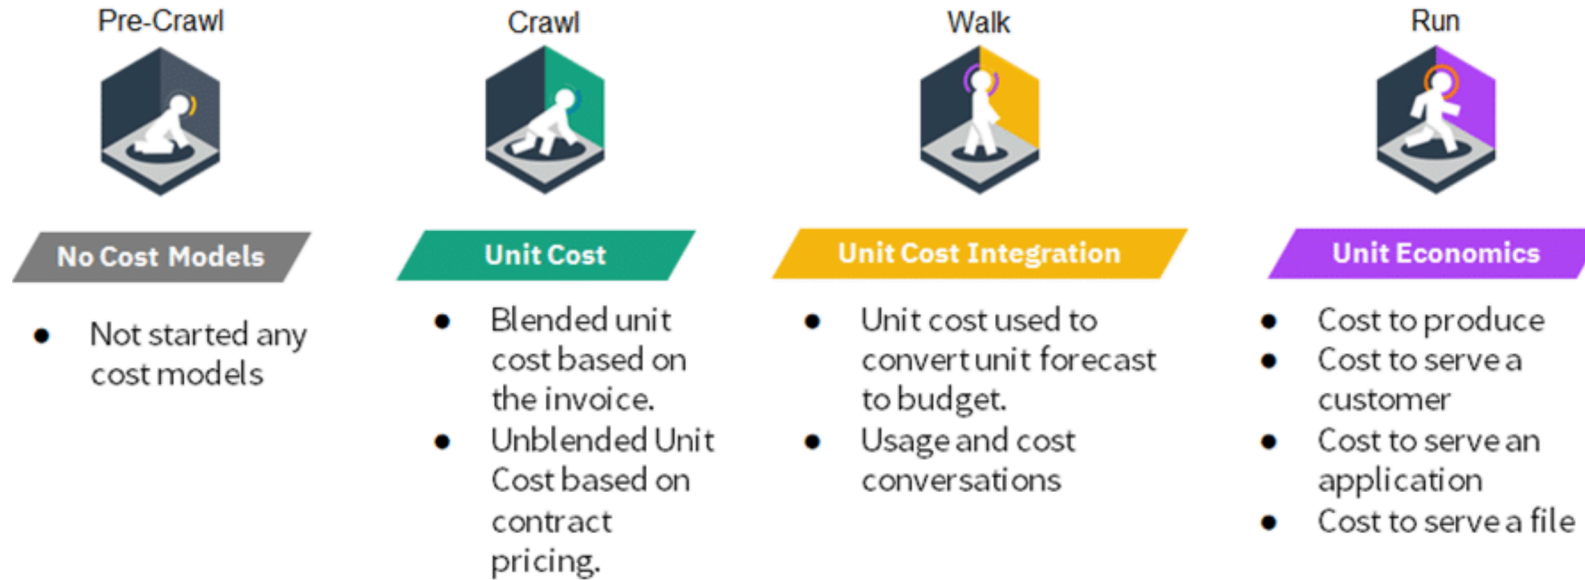 Pre-Crawl
Crawl
Walk
Run
No Cost Models
Unit Cost
Unit Cost Integration
Unit Economics
● Not started any
cost models
● Blended unit
cost based on
the invoice.
● Unblended Unit
Cost based on
contract
pricing.
● Unit cost used to
convert unit forecast
to budget.
● Usage and cost
conversations
● Cost to produce
● Cost to serve a
customer
● Cost to serve an
application
● Cost to serve a file